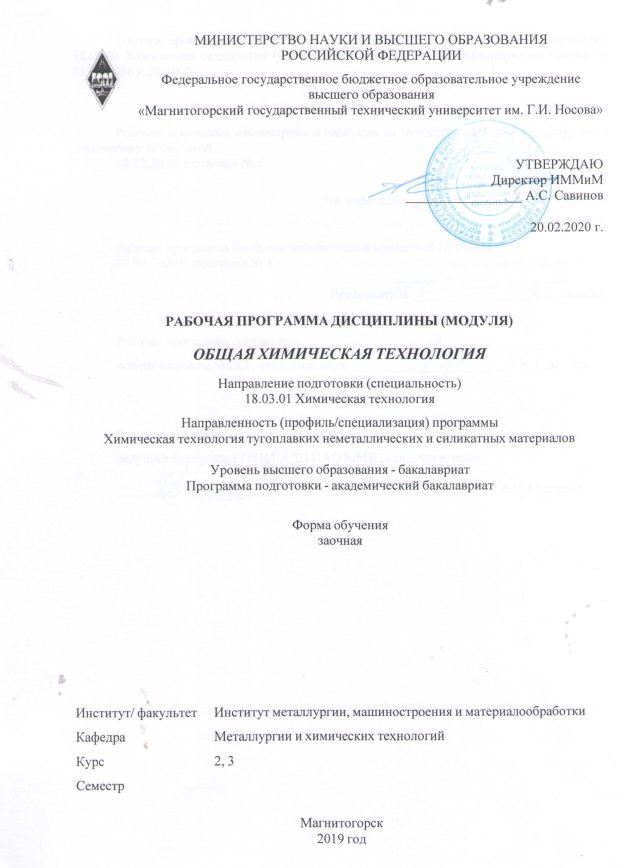 МИНИСТЕРСТВО НАУКИ И ВЫСШЕГО ОБРАЗОВАНИЯ
РОССИЙСКОЙ ФЕДЕРАЦИИ
Федеральное государственное бюджетное образовательное учреждение
высшего образования
«Магнитогорский государственный технический университет им. Г.И. Носова»
УТВЕРЖДАЮ
Директор ИММиМ
А.С. Савинов
20.02.2020 г.
РАБОЧАЯ ПРОГРАММА ДИСЦИПЛИНЫ (МОДУЛЯ)
ОБЩАЯ ХИМИЧЕСКАЯ ТЕХНОЛОГИЯ
Направление подготовки (специальность)
18.03.01 Химическая технология
Направленность (профиль/специализация) программы
Химическая технология тугоплавких неметаллических и силикатных материалов
Уровень высшего образования - бакалавриат
Программа подготовки - академический бакалавриат
Форма обучения
заочная
Институт/ факультет Институт металлургии, машиностроения и материалообработки
Кафедра Металлургии и химических технологий
Курс 2, 3
Семестр
Магнитогорск
2019 год